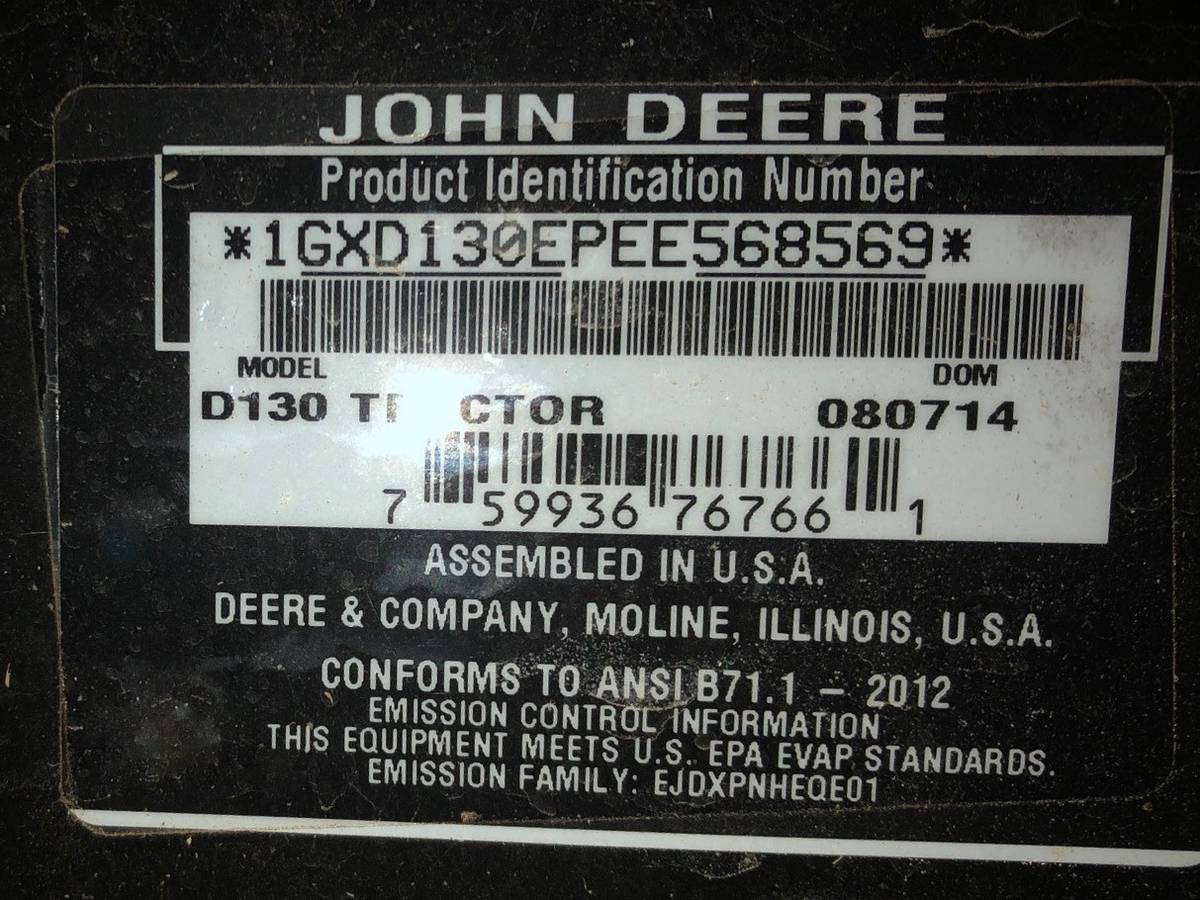 JOHN DEERE
Product Identification Number
*1GXD130EPEE568569*
MODEL DOM
D130 CTOR 080714
7 59936 76766 1
ASSEMBLED IN U.S.A.
DEERE & COMPANY, MOLINE, ILLINOIS, U.S.A.
CONFORMS TO ANSI B71.1 – 2012
EMISSION CONTROL INFORMATION
THIS EQUIPMENT MEETS U.S. EPA EVAP STANDARDS.
EMISSION FAMILY: EJDXPNHEQE01